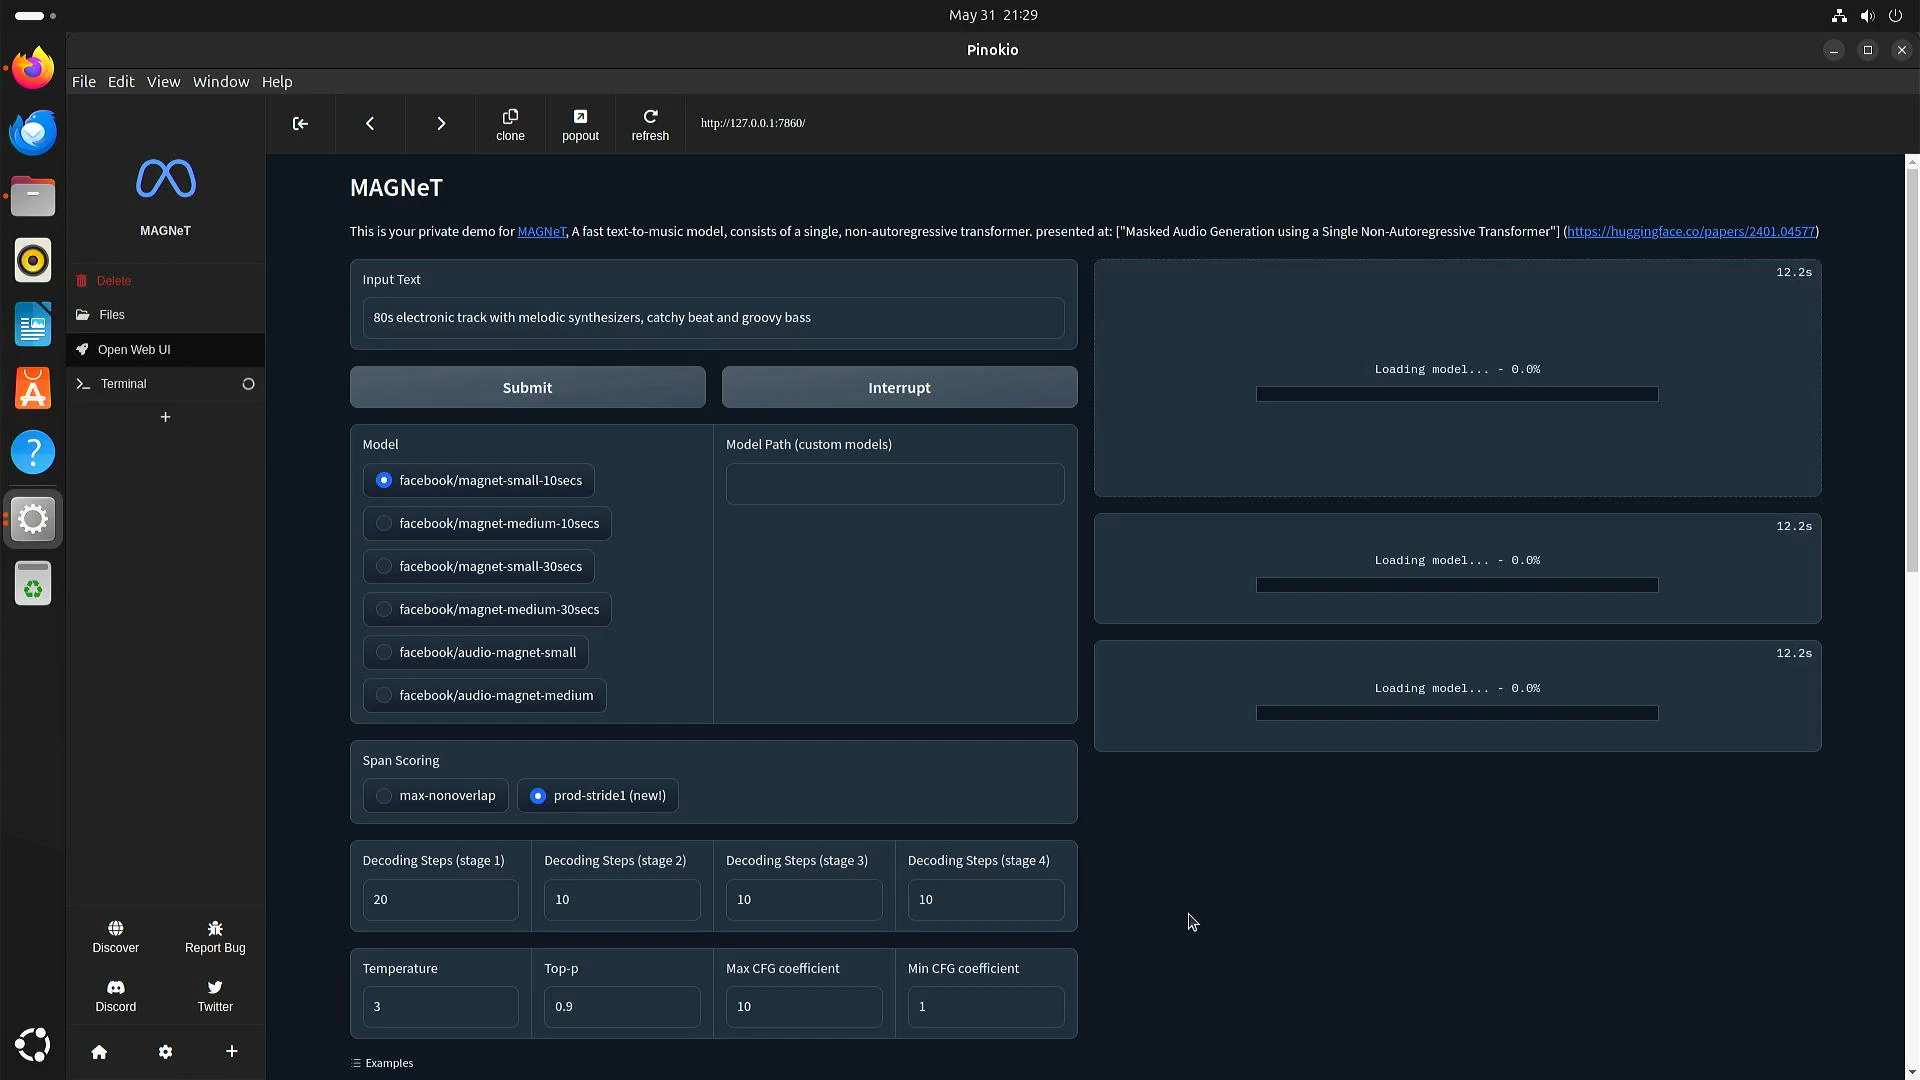 May 31 21:29
Pinokio
File Edit View Window Help
clone
popout
refresh
http://127.0.0.1:7860/
MAGNeT
Delete
Files
Open Web UI
Terminal
Discover
Report Bug
Discord
Twitter
MAGNeT
This is your private demo for MAGNeT, A fast text-to-music model, consists of a single, non-autoregressive transformer. presented at: ["Masked Audio Generation using a Single Non-Autoregressive Transformer"] (https://huggingface.co/papers/2401.04577)
Input Text
80s electronic track with melodic synthesizers, catchy beat and groovy bass
Submit
Interrupt
Model
facebook/magnet-small-10secs
facebook/magnet-medium-10secs
facebook/magnet-small-30secs
facebook/magnet-medium-30secs
facebook/audio-magnet-small
facebook/audio-magnet-medium
Model Path (custom models)
Span Scoring
max-nonoverlap
prod-stride1 (new!)
Decoding Steps (stage 1)
20
Decoding Steps (stage 2)
10
Decoding Steps (stage 3)
10
Decoding Steps (stage 4)
10
Temperature
3
Top-p
0.9
Max CFG coefficient
10
Min CFG coefficient
1
Examples
12.2s
Loading model... - 0.0%
12.2s
Loading model... - 0.0%
12.2s
Loading model... - 0.0%